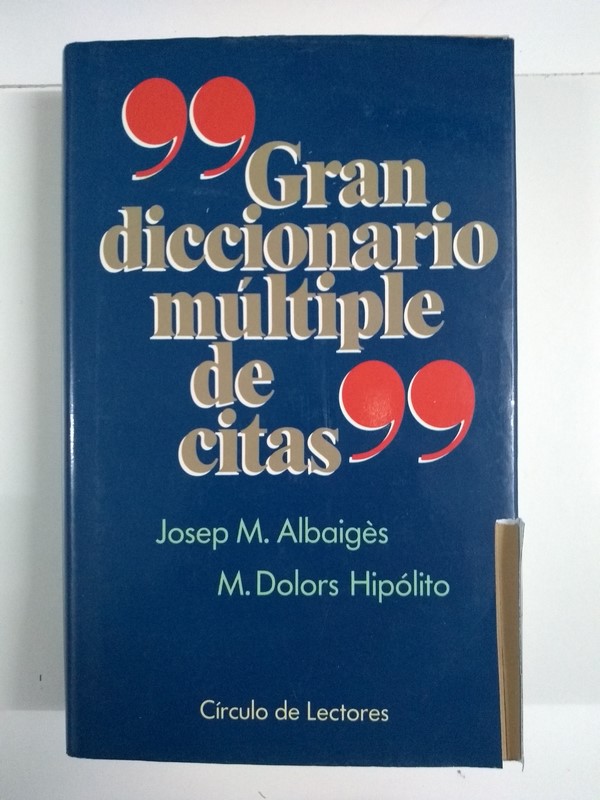 ” Gran
diccionario
múltiple
de
citas ”
Josep M. Albaigès
M. Dolors Hipólito
Círculo de Lectores